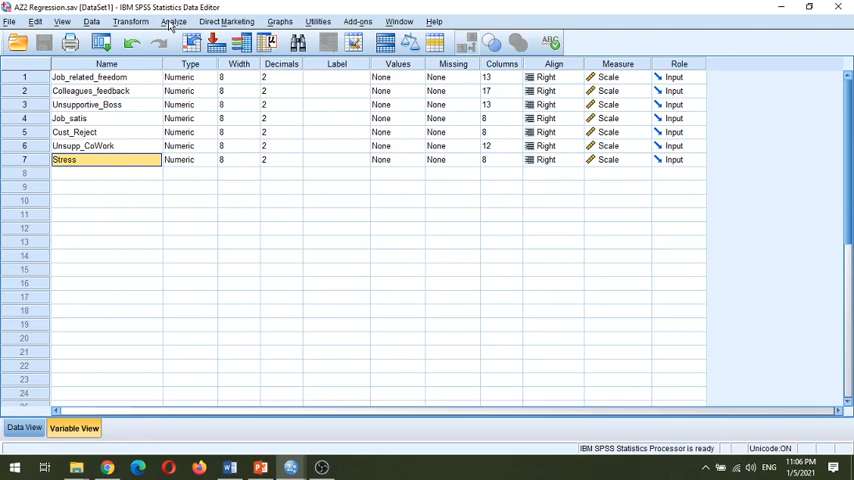 AZ2 Regression.sav [DataSet1] - IBM SPSS Statistics Data Editor
File Edit View Data Transform Analyze Direct Marketing Graphs Utilities Add-ons Window Help
Name Type Width Decimals Label Values Missing Columns Align Measure Role
1 Job_related_freedom Numeric 8 2 None None 13 Right Scale Input
2 Colleagues_feedback Numeric 8 2 None None 17 Right Scale Input
3 Unsupportive_Boss Numeric 8 2 None None 13 Right Scale Input
4 Job_satis Numeric 8 2 None None 8 Right Scale Input
5 Cust_Reject Numeric 8 2 None None 8 Right Scale Input
6 Unsupp_CoWork Numeric 8 2 None None 12 Right Scale Input
7 Stress Numeric 8 2 None None 8 Right Scale Input
8
9
10
11
12
13
14
15
16
17
18
19
20
21
22
23
24
Data View Variable View
IBM SPSS Statistics Processor is ready Unicode:ON
ENG 11:06 PM
1/5/2021